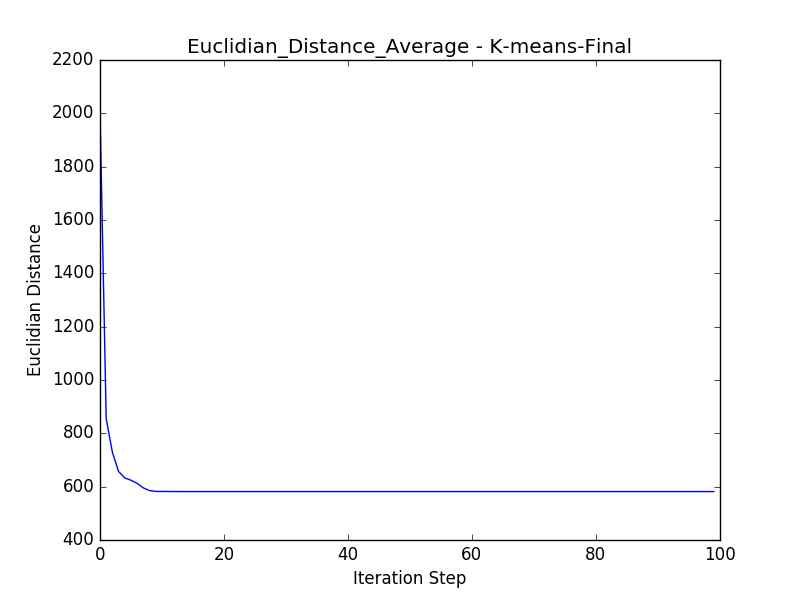 Euclidian_Distance_Average - K-means-Final
2200
2000
1800
1600
1400
1200
1000
800
600
400
Euclidian Distance
0 20 40 60 80 100
Iteration Step